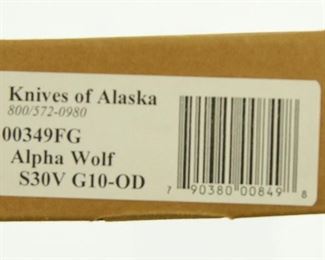 Knives of Alaska
800/572-0980
00349FG
Alpha Wolf
S30V G10-OD
7 90380 00849 8